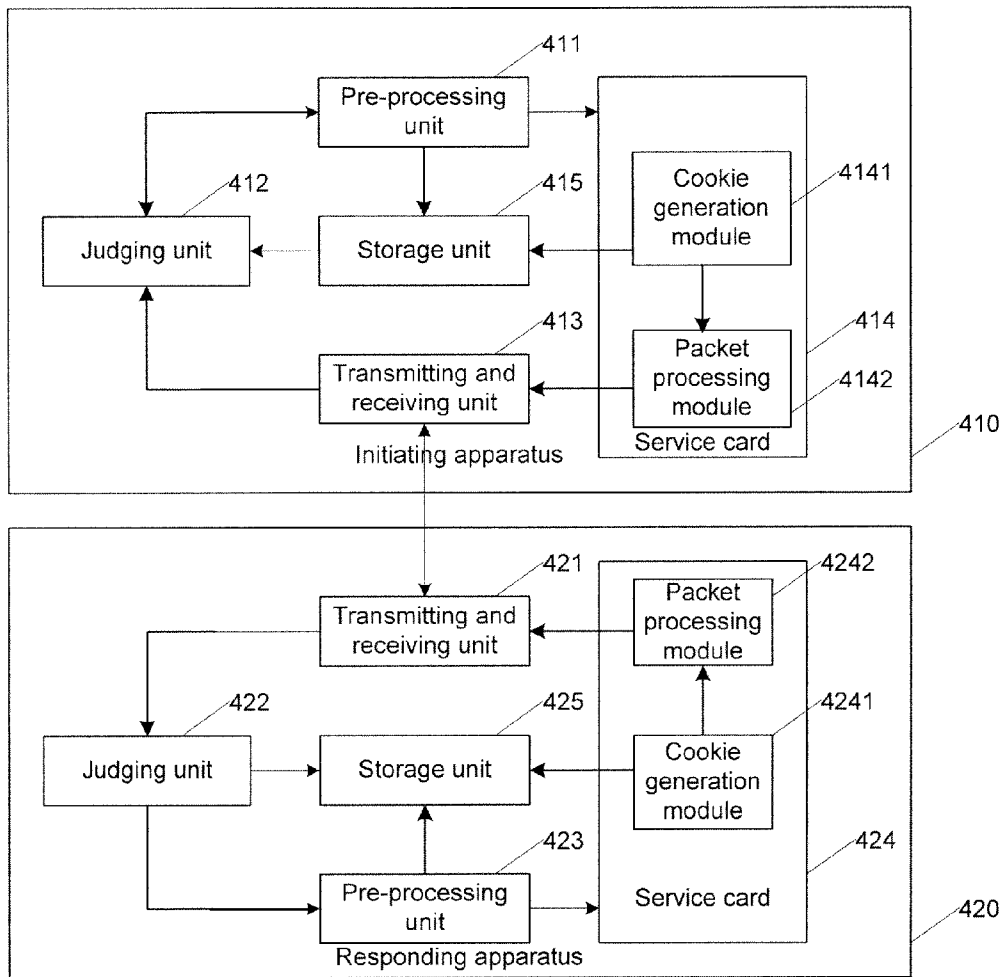 411
Pre-processing
unit
412
415
Cookie
generation
module
4141
Judging unit
Storage unit
413
414
Transmitting and
receiving unit
Packet
processing
module
4142
Initiating apparatus
Service card
410
421
4242
Transmitting and
receiving unit
Packet
processing
module
422
425
4241
Judging unit
Storage unit
Cookie
generation
module
423
424
Pre-processing
unit
Service card
420
Responding apparatus